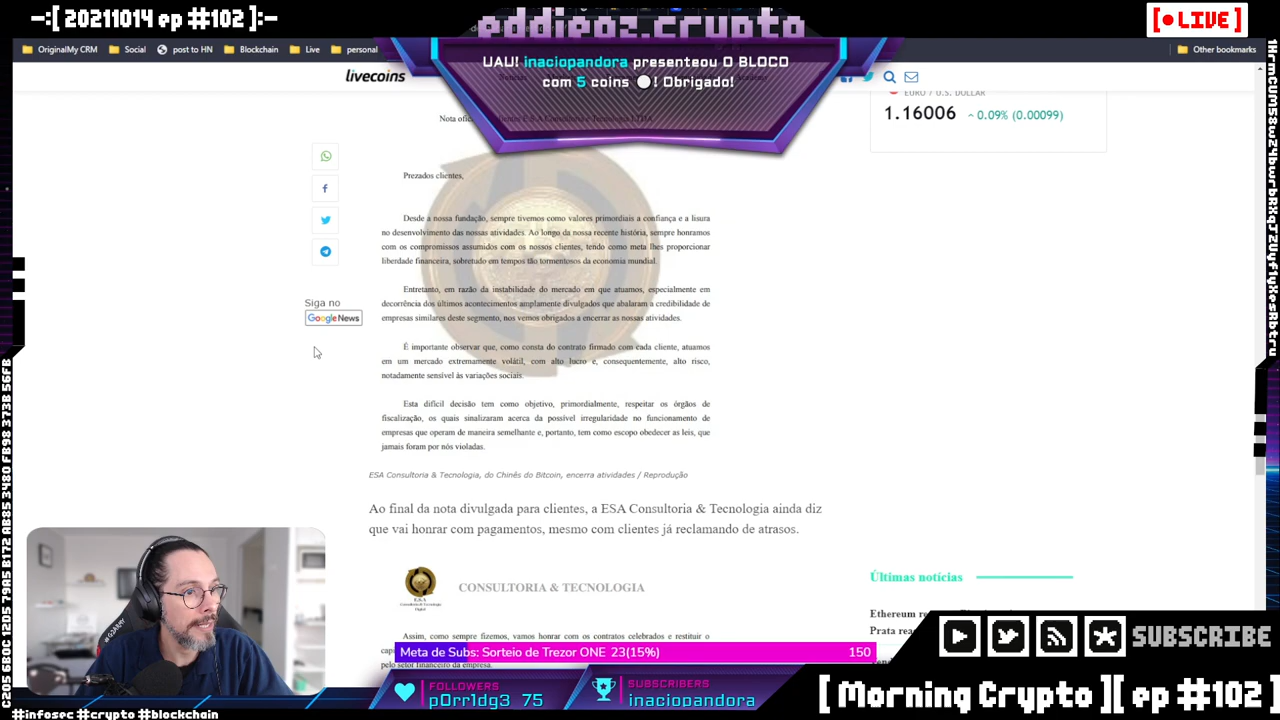 -:[ 20211014 ep #102 ]:-
eddieoz.crypto
[● LIVE ]
OriginalMy CRM
Social
post to HN
Blockchain
Live
personal
Other bookmarks
UAU! inaciopandora presenteou O BLOCO
com 5 coins ! Obrigado!
livecoins
EURO / U.S. DOLLAR
1.16006
0.09% (0.00099)
E.S.A Consultoria e Tecnologia LTDA
Prezados clientes,
Desde a nossa fundação, sempre tivemos como valores primordiais a confiança e a lisura
no desenvolvimento das nossas atividades. Ao longo da nossa recente história, sempre honramos
com os compromissos assumidos com os nossos clientes, tendo como meta lhes proporcionar
liberdade financeira, sobretudo em tempos tão tormentosos da economia mundial.
Entretanto, em razão da instabilidade do mercado em que atuamos, especialmente em
decorrência dos últimos acontecimentos amplamente divulgados que abalaram a credibilidade de
empresas similares deste segmento, nos vemos obrigados a encerrar as nossas atividades.
É importante observar que, como consta do contrato firmado com cada cliente, atuamos
em um mercado extremamente volátil, com alto lucro e, consequentemente, alto risco,
notadamente sensível às variações sociais.
Esta difícil decisão tem como objetivo, primordialmente, respeitar os órgãos de
fiscalização, os quais sinalizaram acerca da possível irregularidade no funcionamento de
empresas que operam de maneira semelhante e, portanto, tem como escopo obedecer as leis, que
jamais foram por nós violadas.
Siga no
Google News
ESA Consultoria & Tecnologia, do Chinês do Bitcoin, encerra atividades / Reprodução
Ao final da nota divulgada para clientes, a ESA Consultoria & Tecnologia ainda diz
que vai honrar com pagamentos, mesmo com clientes já reclamando de atrasos.
CONSULTORIA & TECNOLOGIA
Últimas notícias
Assim, como sempre fizemos, vamos honrar com os contratos celebrados e restituir o
pelo setor financeiro da empresa.
Meta de Subs: Sorteio de Trezor ONE 23(15%)
150
FOLLOWERS
p0rr1dg3 75
SUBSCRIBERS
inaciopandora
SUBSCRIBE
[ Morning Crypto ][ ep #102 ]
#btc #crypto #blockchain